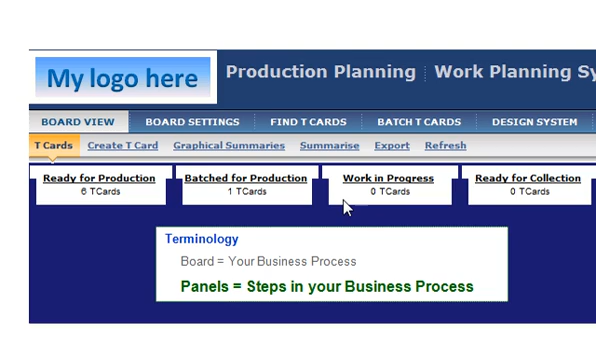 My logo here
Production Planning Work Planning Sy
BOARD VIEW BOARD SETTINGS FIND T CARDS BATCH T CARDS DESIGN SYSTEM
T Cards Create T Card Graphical Summaries Summarise Export Refresh
Ready for Production Batched for Production Work in Progress Ready for Collection
6 TCards 1 TCards 0 TCards 0 TCards
Terminology
Board = Your Business Process
Panels = Steps in your Business Process